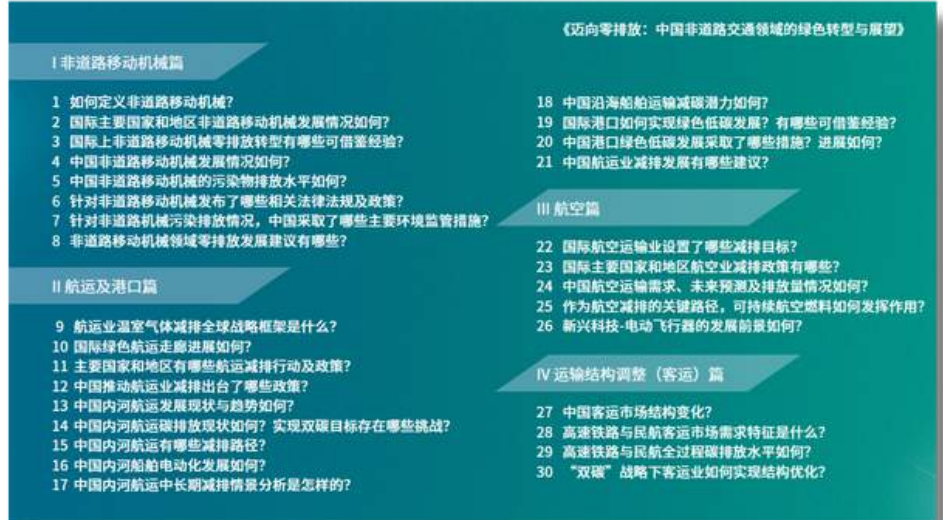 《迈向零排放：中国非道路交通领域的绿色转型与展望》
I 非道路移动机械篇
1 如何定义非道路移动机械？
2 国际主要国家和地区非道路移动机械发展情况如何？
3 国际上非道路移动机械零排放转型有哪些可借鉴经验？
4 中国非道路移动机械发展情况如何？
5 中国非道路移动机械的污染物排放水平如何？
6 针对非道路移动机械发布了哪些相关法律法规及政策？
7 针对非道路机械污染排放情况，中国采取了哪些主要环境监管措施？
8 非道路移动机械领域零排放发展建议有哪些？
II 航运及港口篇
9 航运业温室气体减排全球战略框架是什么？
10 国际绿色航运走廊进展如何？
11 主要国家和地区有哪些航运减排行动及政策？
12 中国推动航运业减排出台了哪些政策？
13 中国内河航运发展现状与趋势如何？
14 中国内河航运碳排放现状如何？实现双碳目标存在哪些挑战？
15 中国内河航运有哪些减排路径？
16 中国内河船舶电动化发展如何？
17 中国内河航运中长期减排情景分析是怎样的？
18 中国沿海船舶运输减碳潜力如何？
19 国际港口如何实现绿色低碳发展？有哪些可借鉴经验？
20 中国港口绿色低碳发展采取了哪些措施？进展如何？
21 中国航运业减排发展有哪些建议？
III 航空篇
22 国际航空运输业设置了哪些减排目标？
23 国际主要国家和地区航空业减排政策有哪些？
24 中国航空运输需求、未来预测及排放量情况如何？
25 作为航空减排的关键路径，可持续航空燃料如何发挥作用？
26 新兴科技-电动飞行器的发展前景如何？
IV 运输结构调整（客运）篇
27 中国客运市场结构变化？
28 高速铁路与民航客运市场需求特征是什么？
29 高速铁路与民航全过程碳排放水平如何？
30 “双碳”战略下客运业如何实现结构优化？